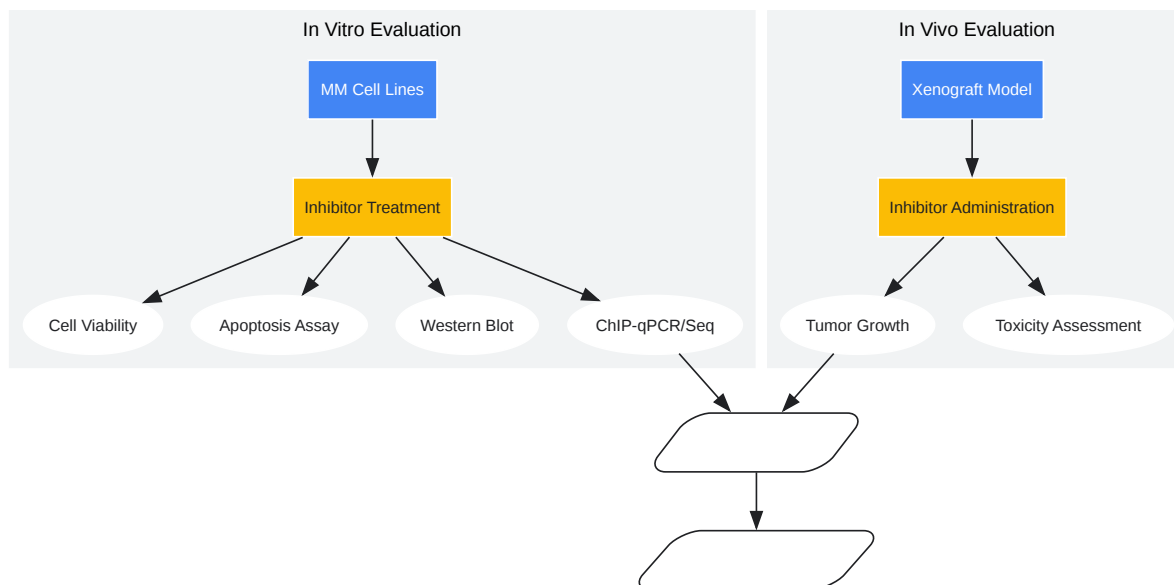 In Vitro Evaluation
In Vivo Evaluation
MM Cell Lines
Xenograft Model
Inhibitor Treatment
Inhibitor Administration
Cell Viability
Apoptosis Assay
Western Blot
ChIP-qPCR/Seq
Tumor Growth
Toxicity Assessment